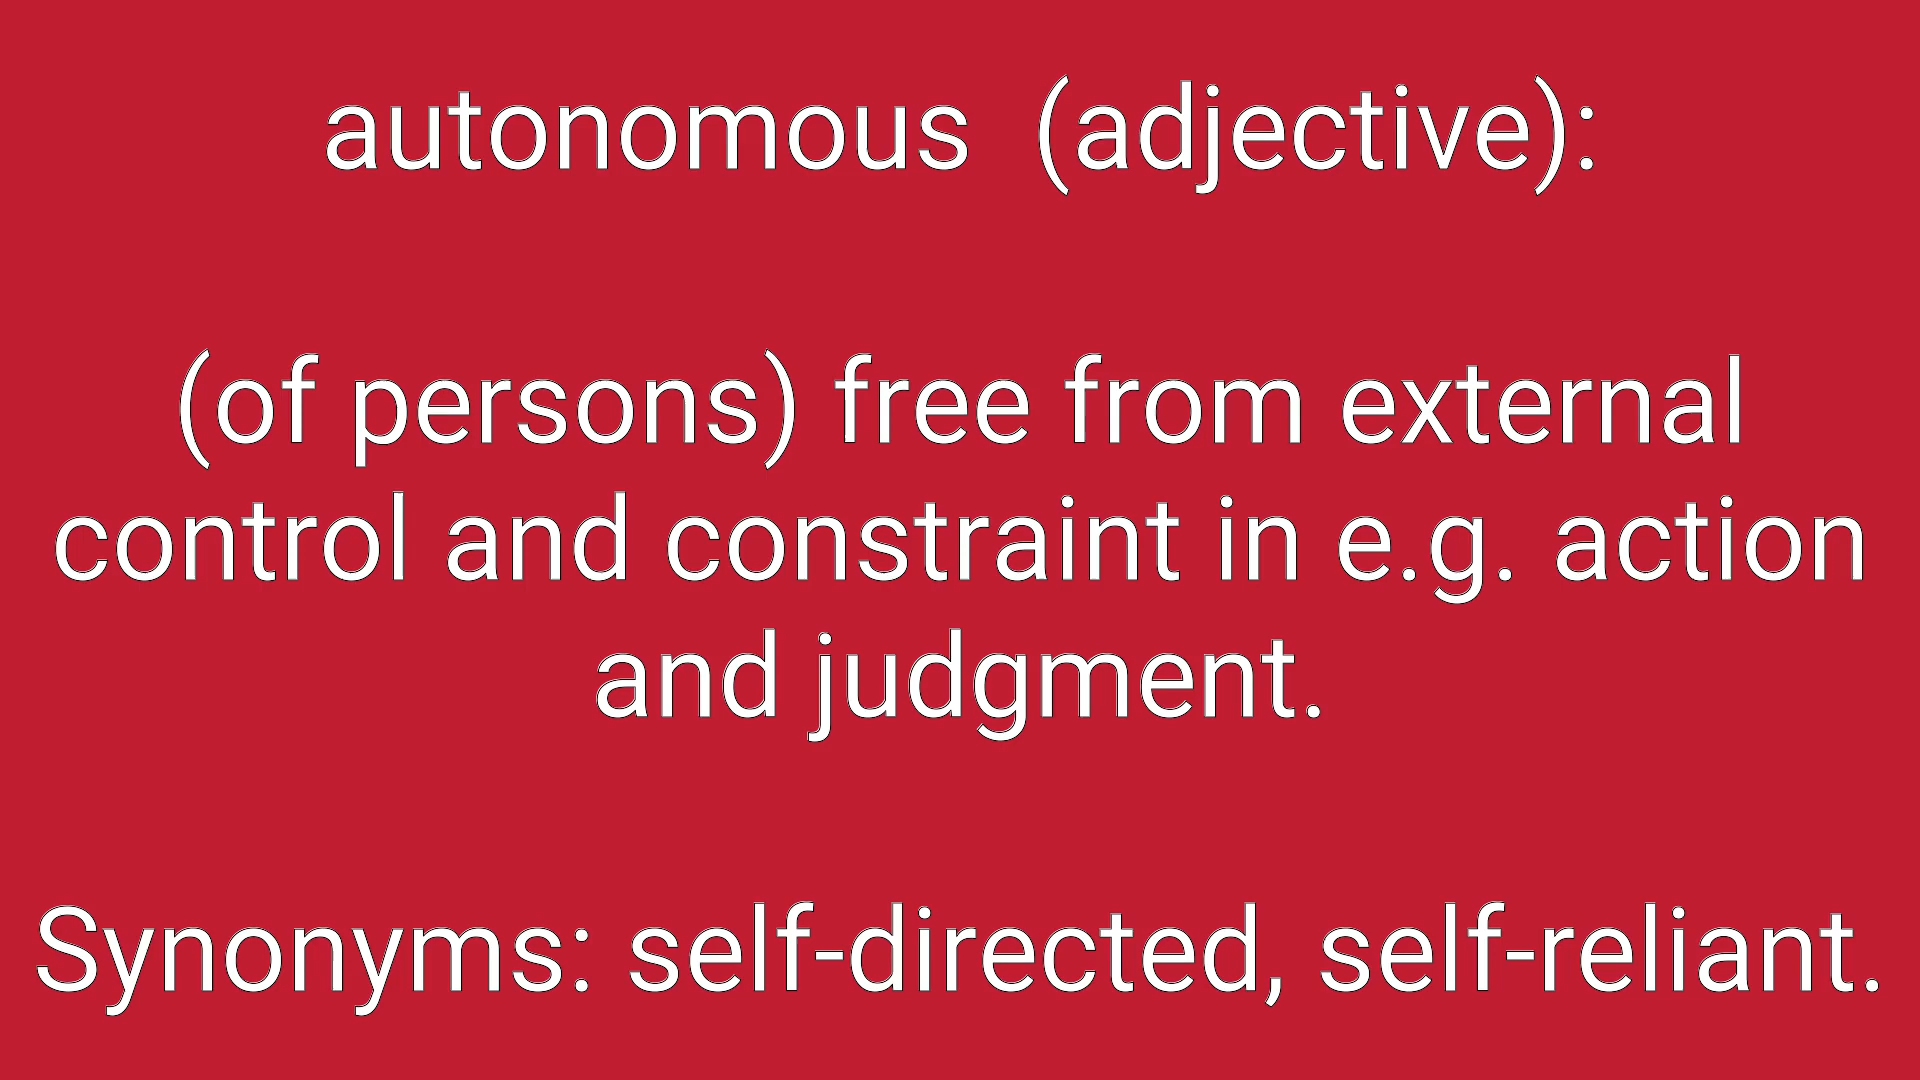 autonomous (adjective):
(of persons) free from external
control and constraint in e.g. action
and judgment.
Synonyms: self-directed, self-reliant.